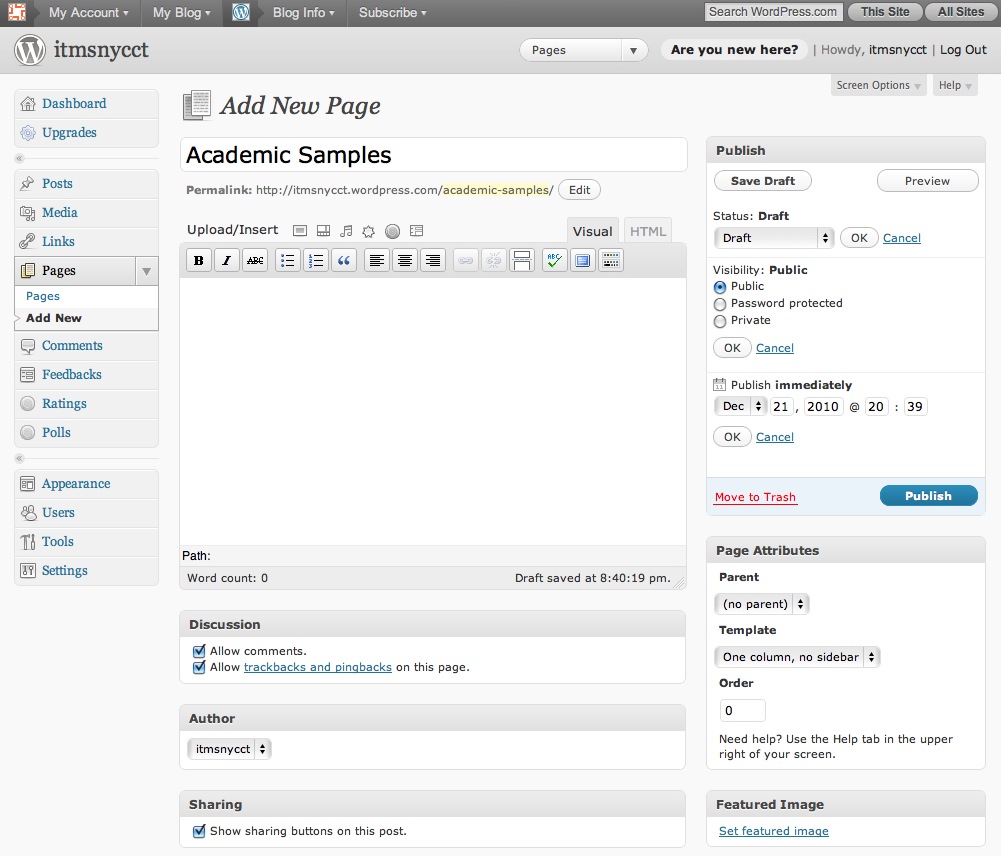 My Account My Blog Blog Info Subscribe Search WordPress.com This Site All Sites
itmsnycct Pages Are you new here? | Howdy, itmsnycct | Log Out
Screen Options Help
Dashboard
Upgrades
Posts
Media
Links
Pages
Pages
Add New
Comments
Feedbacks
Ratings
Polls
Appearance
Users
Tools
Settings
Add New Page
Academic Samples
Permalink: http://itmsnycct.wordpress.com/academic-samples/ Edit
Upload/Insert Visual HTML
B I ABC
Path:
Word count: 0 Draft saved at 8:40:19 pm.
Discussion
Allow comments.
Allow trackbacks and pingbacks on this page.
Author
itmsnycct
Sharing
Show sharing buttons on this post.
Publish
Save Draft Preview
Status: Draft
Draft OK Cancel
Visibility: Public
Public
Password protected
Private
OK Cancel
Publish immediately
Dec 21 , 2010 @ 20 : 39
OK Cancel
Move to Trash Publish
Page Attributes
Parent
(no parent)
Template
One column, no sidebar
Order
0
Need help? Use the Help tab in the upper
right of your screen.
Featured Image
Set featured image